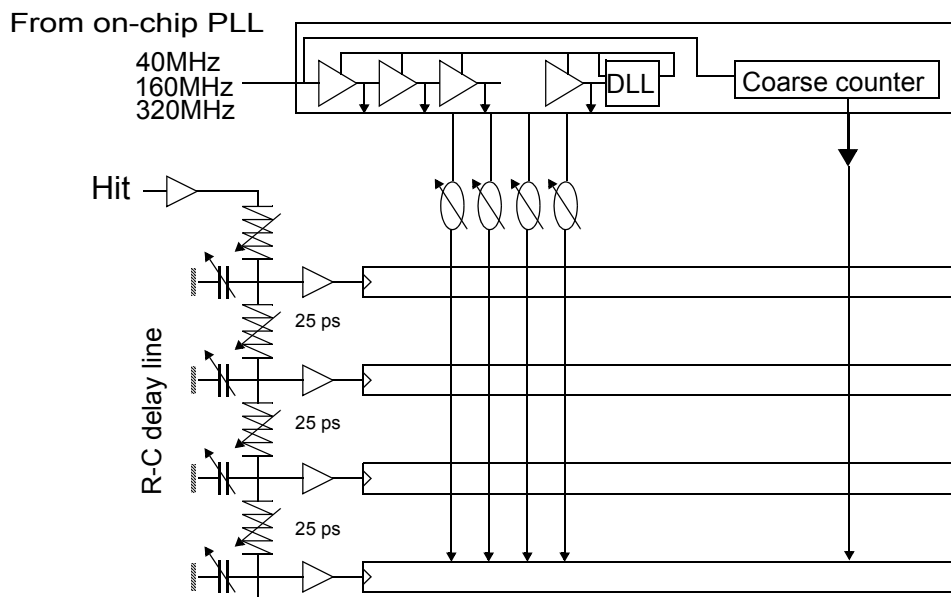 From on-chip PLL
40MHz
160MHz
320MHz
DLL
Coarse counter
Hit
R-C delay line
25 ps
25 ps
25 ps